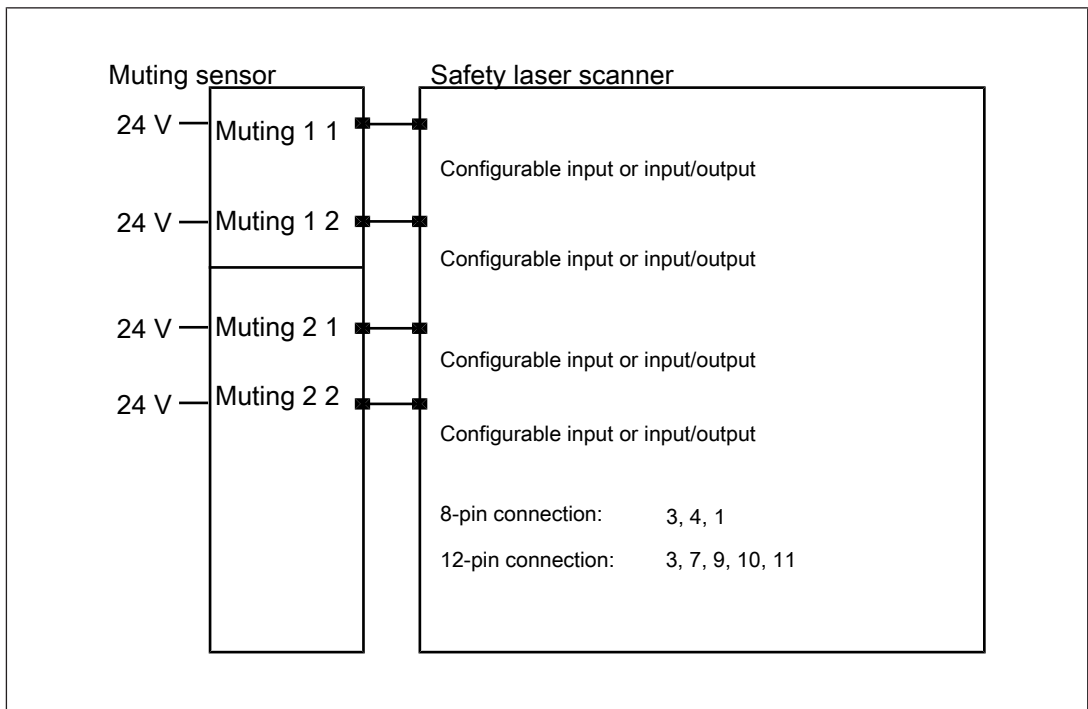 Muting sensor Safety laser scanner
24 V Muting 1 1
Configurable input or input/output
24 V Muting 1 2
Configurable input or input/output
24 V Muting 2 1
Configurable input or input/output
24 V Muting 2 2
Configurable input or input/output
8-pin connection: 3, 4, 1
12-pin connection: 3, 7, 9, 10, 11